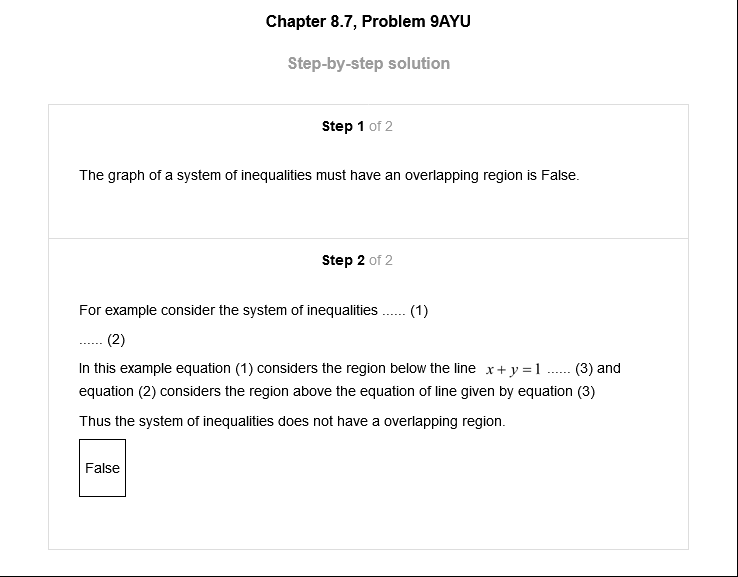 Chapter 8.7, Problem 9AYU
Step-by-step solution
Step 1 of 2
The graph of a system of inequalities must have an overlapping region is False.
Step 2 of 2
For example consider the system of inequalities ...... (1)
...... (2)
In this example equation (1) considers the region below the line x + y = 1 ...... (3) and
equation (2) considers the region above the equation of line given by equation (3)
Thus the system of inequalities does not have a overlapping region.
False